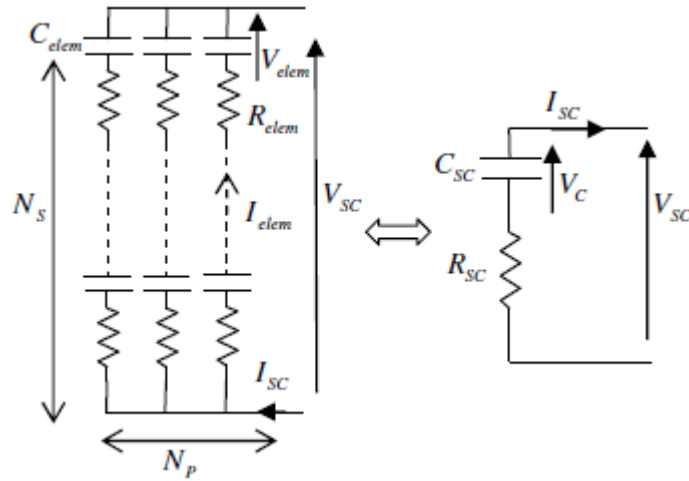 C_elem
V_elem
R_elem
I_SC
N_S
I_elem
V_SC
C_SC
V_C
V_SC
R_SC
I_SC
N_p